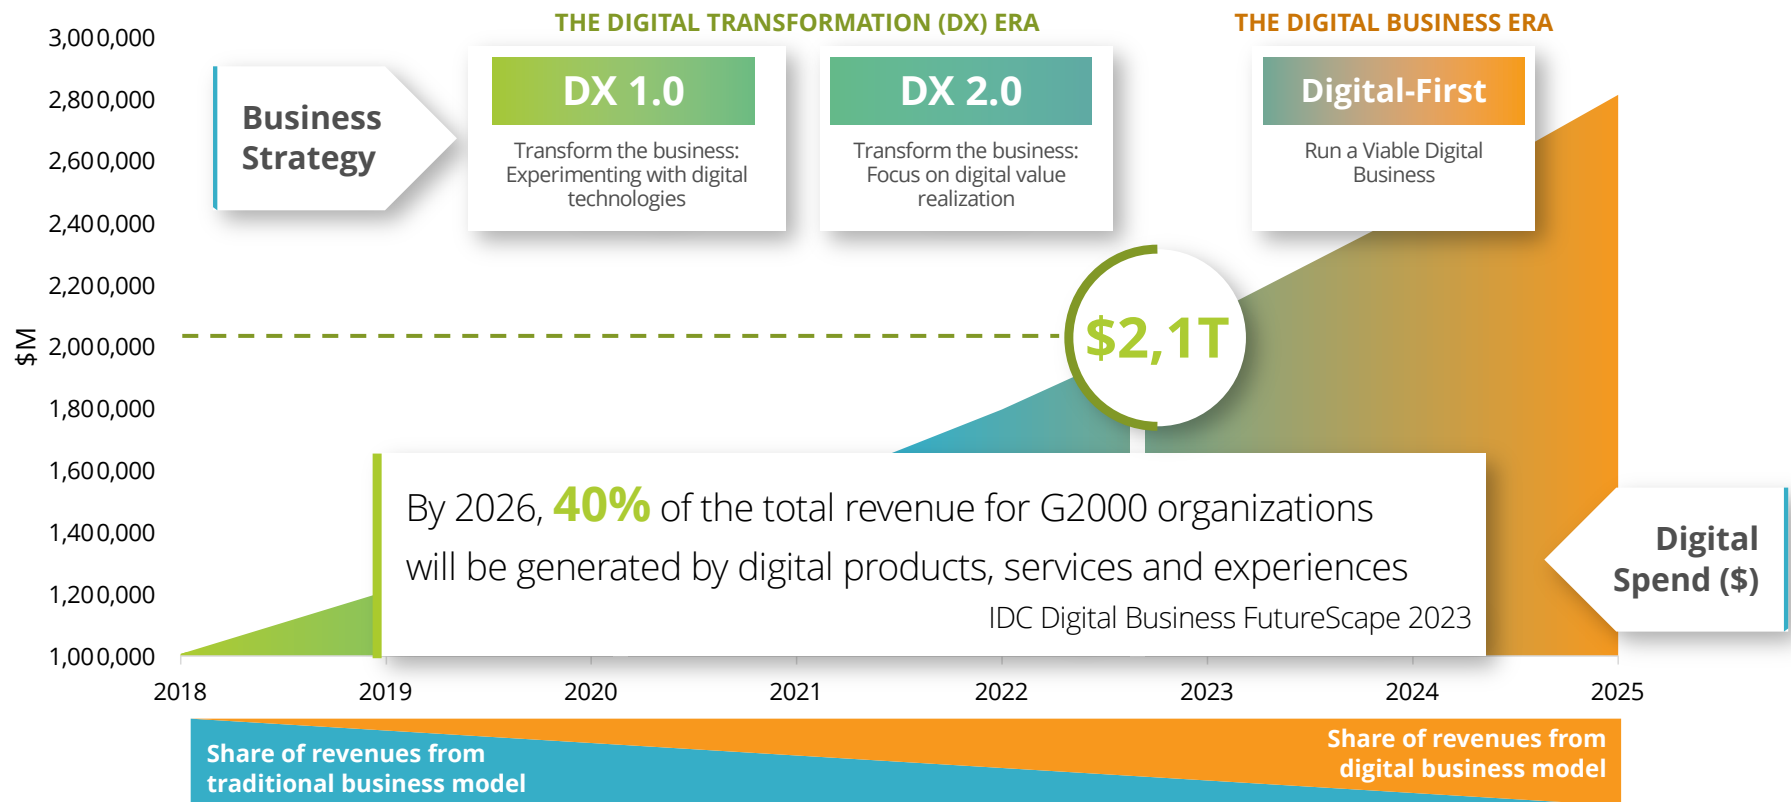 THE DIGITAL TRANSFORMATION (DX) ERA
THE DIGITAL BUSINESS ERA
3,000,000
2,800,000
2,600,000
2,400,000
2,200,000
2,000,000
1,800,000
1,600,000
1,400,000
1,200,000
1,000,000
$M
Business
Strategy
DX 1.0
Transform the business:
Experimenting with digital
technologies
DX 2.0
Transform the business:
Focus on digital value
realization
Digital-First
Run a Viable Digital
Business
$2,1T
By 2026, 40% of the total revenue for G2000 organizations
will be generated by digital products, services and experiences
IDC Digital Business FutureScape 2023
Digital
Spend ($)
2018 2019 2020 2021 2022 2023 2024 2025
Share of revenues from
traditional business model
Share of revenues from
digital business model